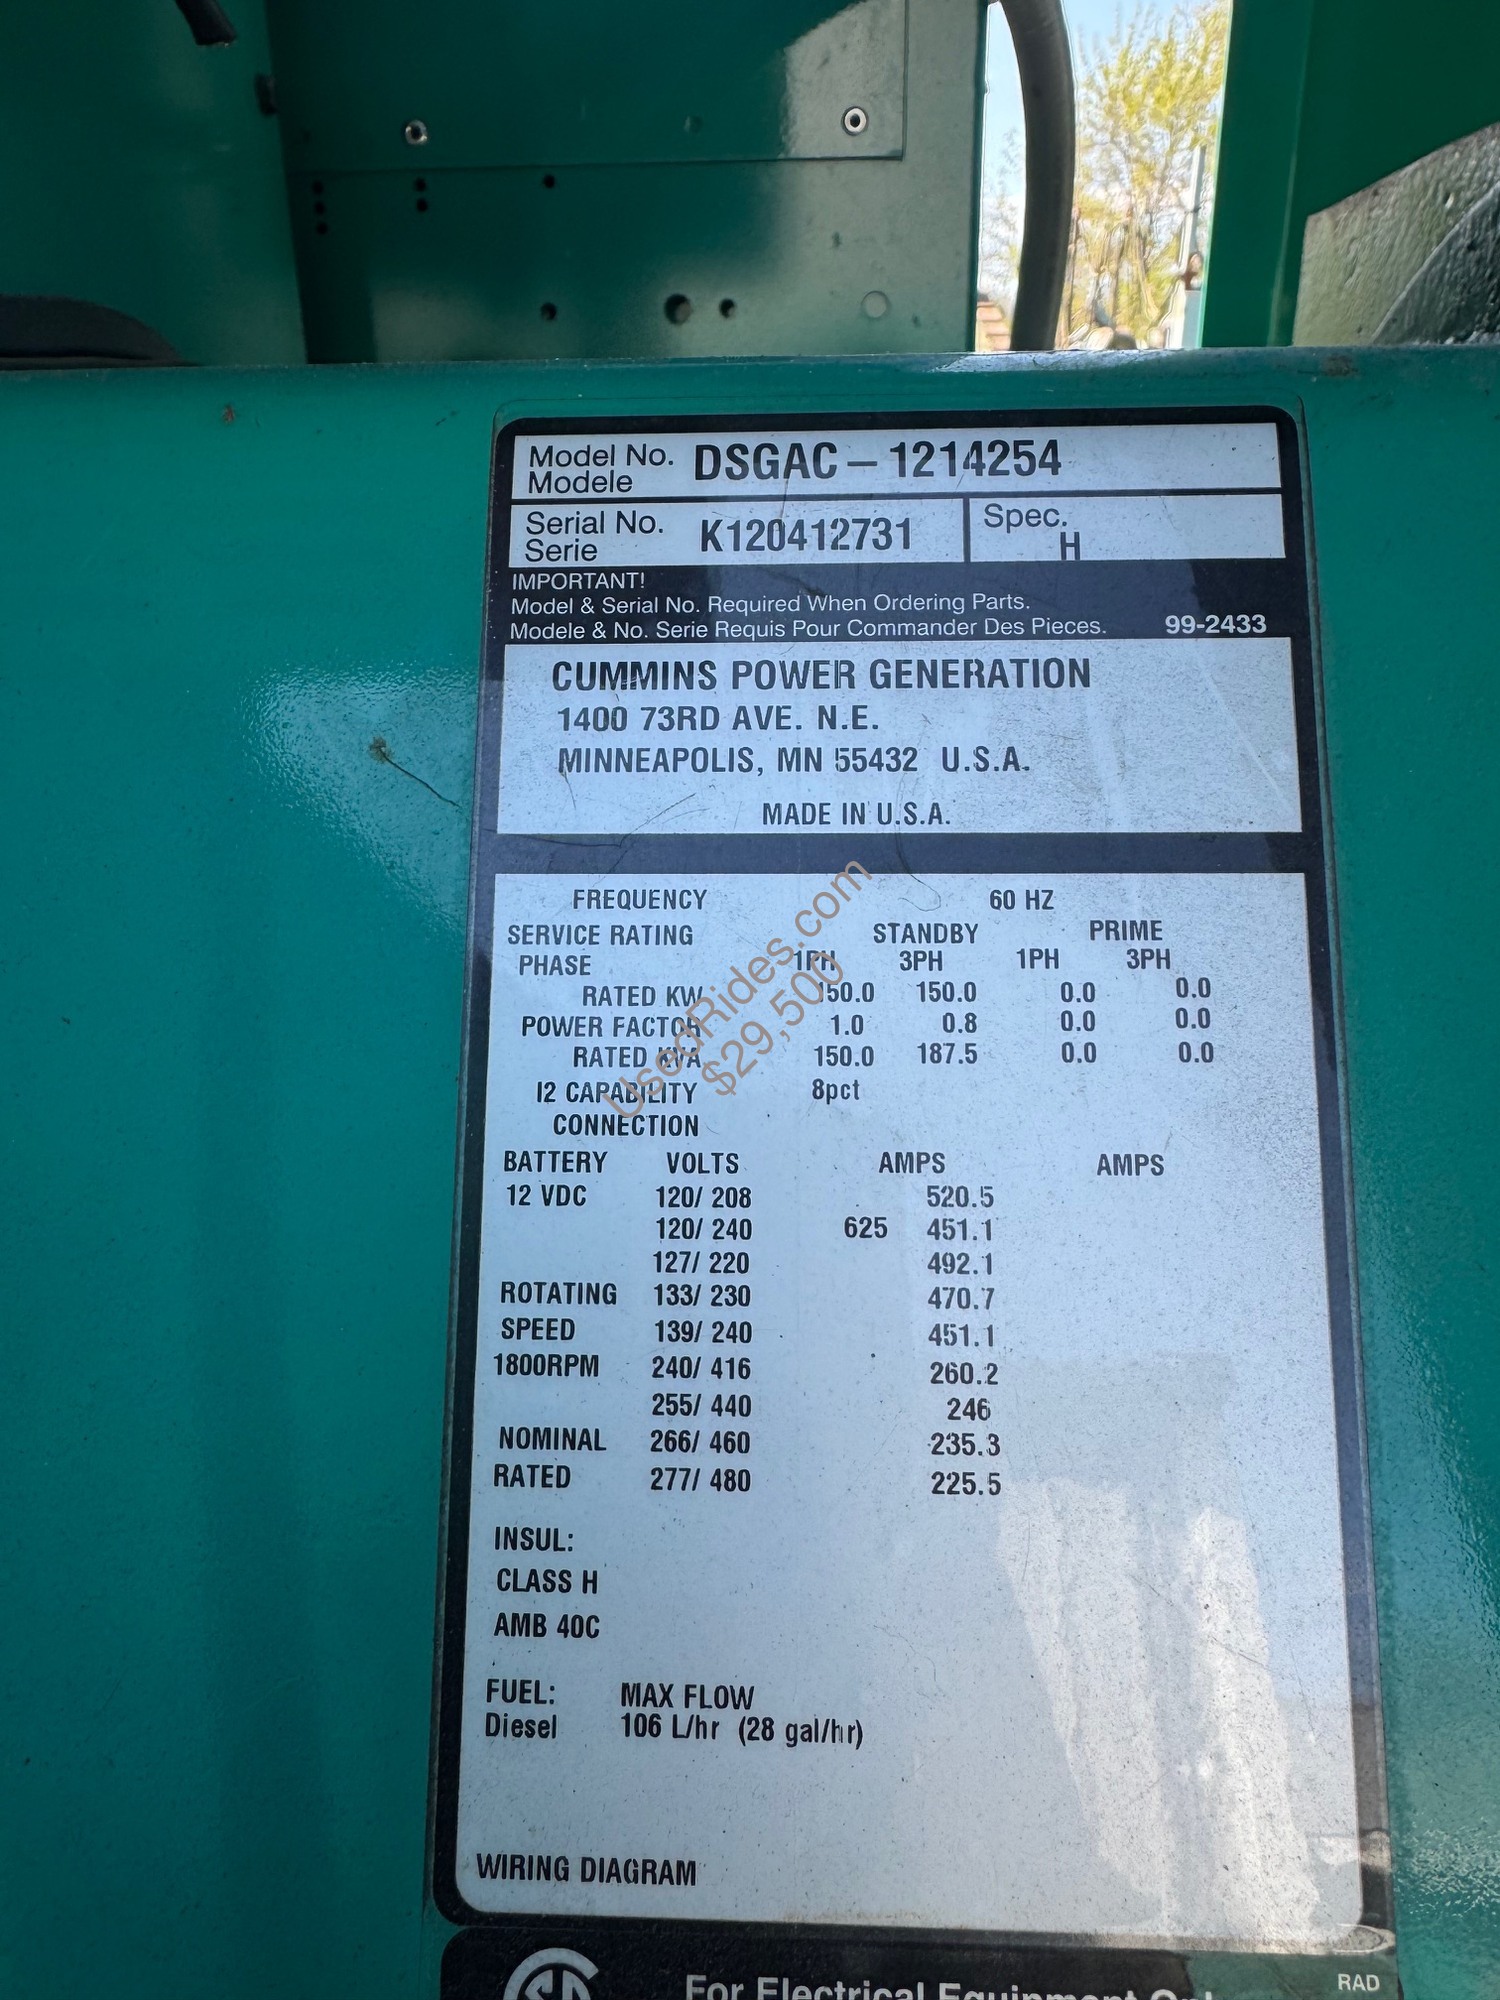 Model No. DSGAC – 1214254
Modele
Serial No. K120412731 Spec.
Serie H
IMPORTANT!
Model & Serial No. Required When Ordering Parts.
Modele & No. Serie Requis Pour Commander Des Pieces. 99-2433
CUMMINS POWER GENERATION
1400 73RD AVE. N.E.
MINNEAPOLIS, MN 55432 U.S.A.
MADE IN U.S.A.
FREQUENCY 60 HZ
SERVICE RATING STANDBY PRIME
PHASE 1PH 3PH 1PH 3PH
RATED KW 150.0 150.0 0.0 0.0
POWER FACTOR 1.0 0.8 0.0 0.0
RATED KVA 150.0 187.5 0.0 0.0
I2 CAPABILITY 8pct
CONNECTION
BATTERY VOLTS AMPS AMPS
12 VDC 120/ 208 520.5
120/ 240 625 451.1
127/ 220 492.1
ROTATING 133/ 230 470.7
SPEED 139/ 240 451.1
1800RPM 240/ 416 260.2
255/ 440 246
NOMINAL 266/ 460 235.3
RATED 277/ 480 225.5
INSUL:
CLASS H
AMB 40C
FUEL: MAX FLOW
Diesel 106 L/hr (28 gal/hr)
WIRING DIAGRAM
For Electrical Equipment Only
RAD
UsedRides.com
$29,500